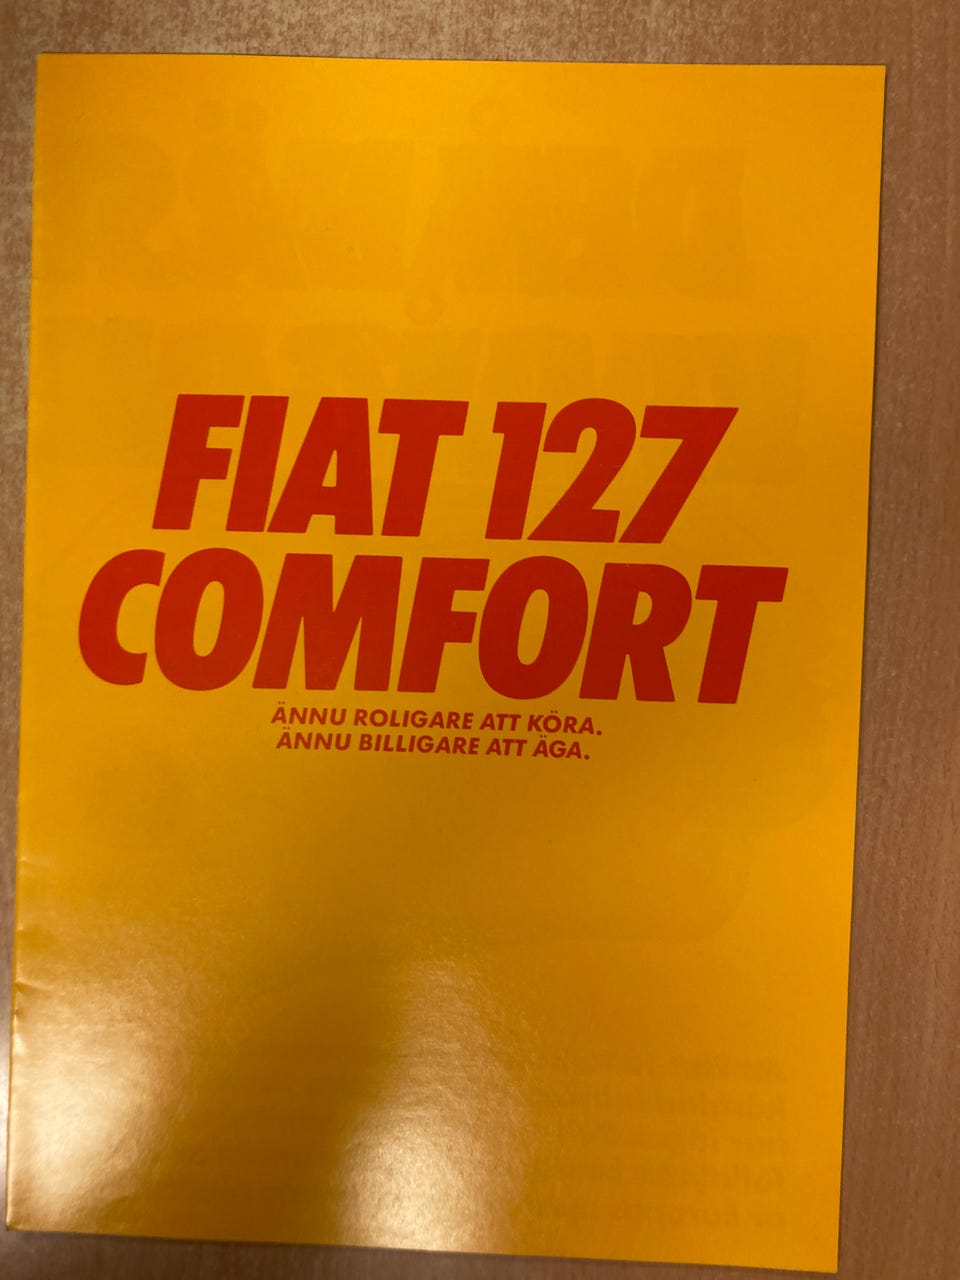 FIAT 127
COMFORT
ÄNNU ROLIGARE ATT KÖRA.
ÄNNU BILLIGARE ATT ÄGA.